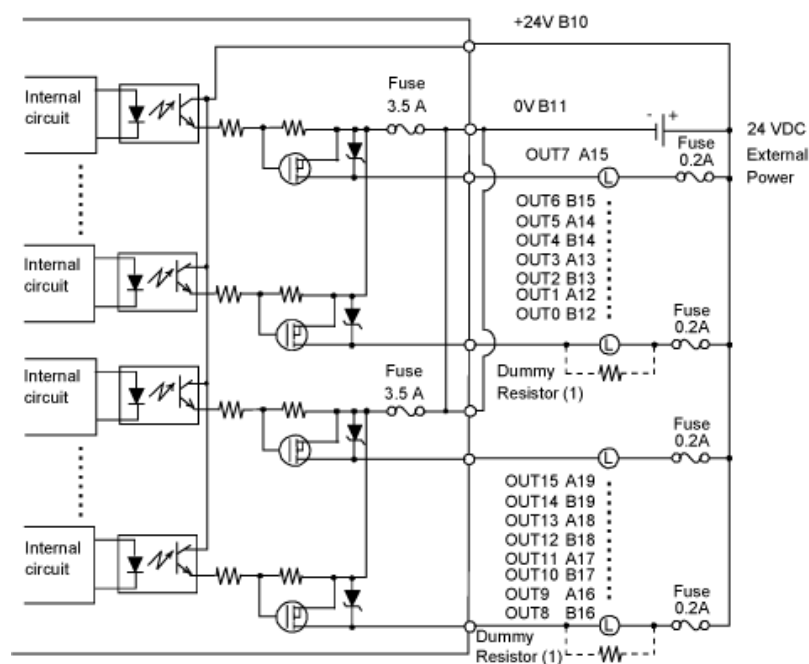 +24V B10
Internal
circuit
Fuse
3.5 A
0V B11
- +
24 VDC
External
Power
Fuse
0.2A
OUT7 A15
L
OUT6 B15
OUT5 A14
OUT4 B14
OUT3 A13
OUT2 B13
OUT1 A12
OUT0 B12
Internal
circuit
Fuse
0.2A
L
Dummy
Resistor (1)
Internal
circuit
Fuse
3.5 A
Fuse
0.2A
L
OUT15 A19
OUT14 B19
OUT13 A18
OUT12 B18
OUT11 A17
OUT10 B17
OUT9 A16
OUT8 B16
Internal
circuit
Fuse
0.2A
L
Dummy
Resistor (1)